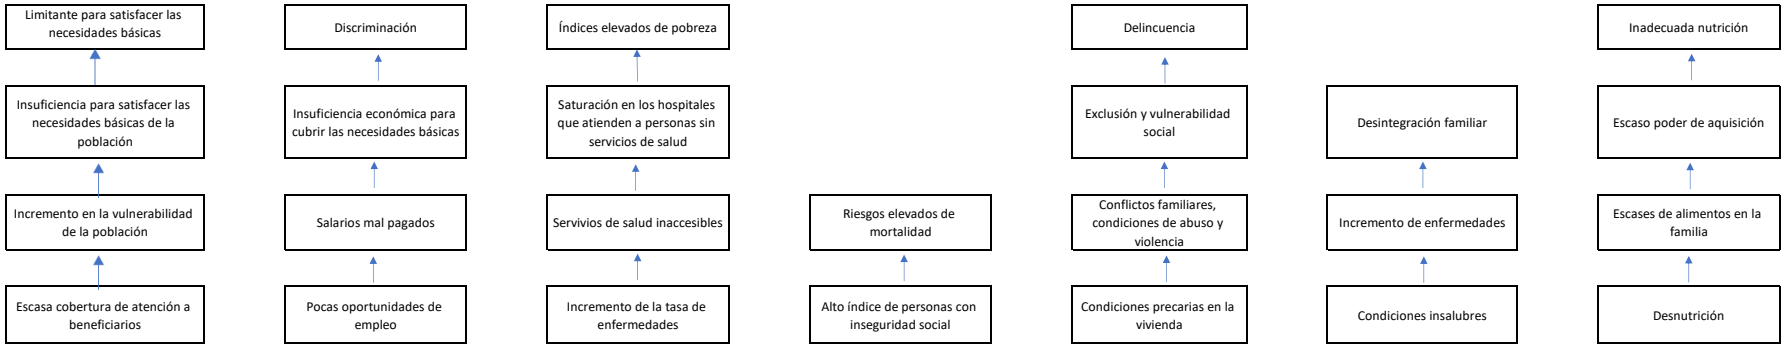 Limitante para satisfacer las
necesidades básicas
Discriminación
Índices elevados de pobreza
Delincuencia
Inadecuada nutrición
Insuficiencia para satisfacer las
necesidades básicas de la
población
Insuficiencia económica para
cubrir las necesidades básicas
Saturación en los hospitales
que atienden a personas sin
servicios de salud
Exclusión y vulnerabilidad
social
Desintegración familiar
Escaso poder de aquisición
Incremento en la vulnerabilidad
de la población
Salarios mal pagados
Servivios de salud inaccesibles
Riesgos elevados de
mortalidad
Conflictos familiares,
condiciones de abuso y
violencia
Incremento de enfermedades
Escases de alimentos en la
familia
Escasa cobertura de atención a
beneficiarios
Pocas oportunidades de
empleo
Incremento de la tasa de
enfermedades
Alto índice de personas con
inseguridad social
Condiciones precarias en la
vivienda
Condiciones insalubres
Desnutrición